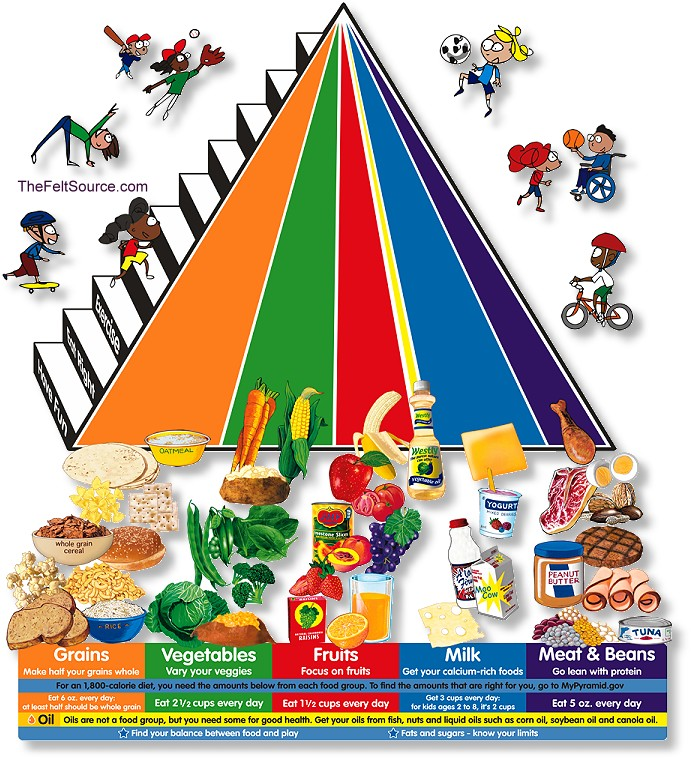 TheFeltSource.com
Exercise
Eat Right
Have Fun
OATMEAL
whole grain
cereal
RICE
Westly
vegetable oil
YOGURT
MIXED BERRIES
Moo
Cow
RAISINS
PEANUT
BUTTER
TUNA
Grains
Make half your grains whole
Vegetables
Vary your veggies
Fruits
Focus on fruits
Milk
Get your calcium-rich foods
Meat & Beans
Go lean with protein
For an 1,800-calorie diet, you need the amounts below from each food group. To find the amounts that are right for you, go to MyPyramid.gov
Eat 6 oz. every day:
at least half should be whole grain
Eat 2 1/2 cups every day
Eat 1 1/2 cups every day
Get 3 cups every day:
for kids ages 2 to 8, it's 2 cups
Eat 5 oz. every day
Oil Oils are not a food group, but you need some for good health. Get your oils from fish, nuts and liquid oils such as corn oil, soybean oil and canola oil.
Find your balance between food and play
Fats and sugars - know your limits